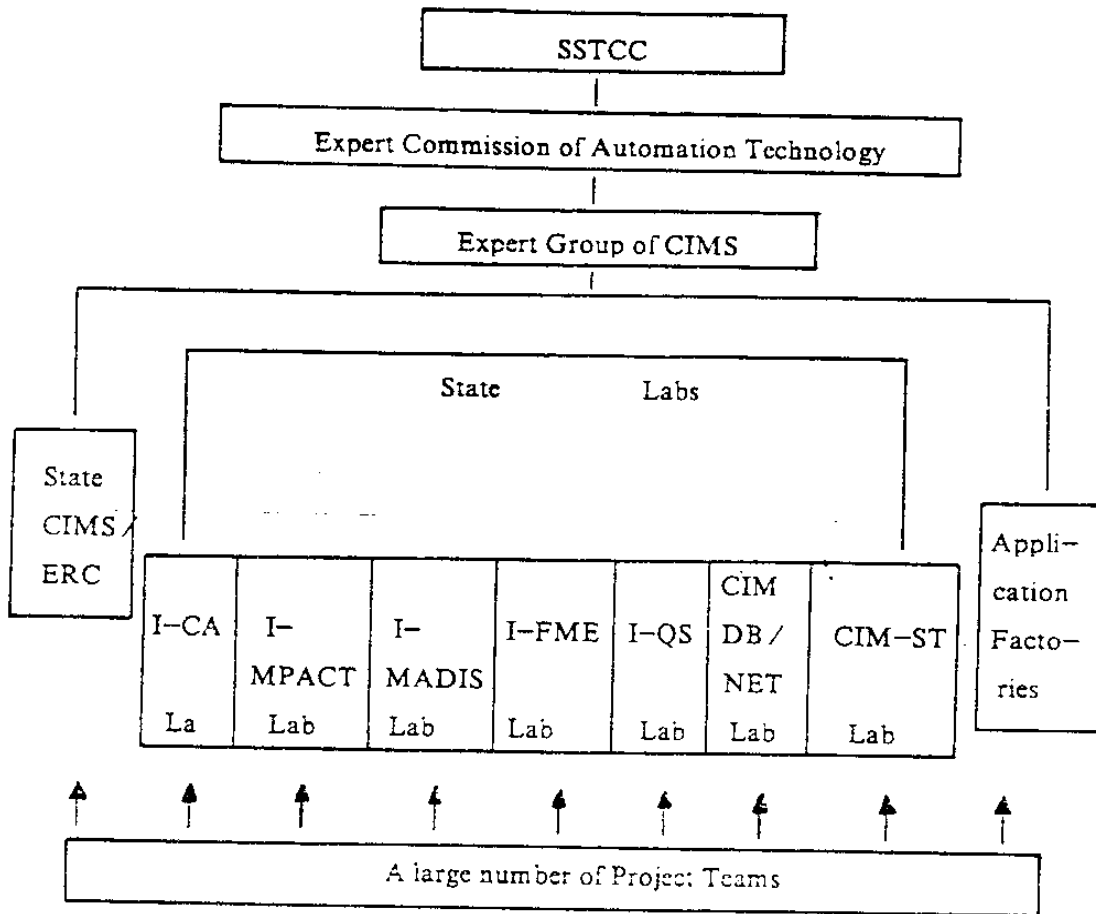 SSTCC
Expert Commission of Automation Technology
Expert Group of CIMS
State Labs
State
CIMS/
ERC
I-CA
La
I-
MPACT
Lab
I-
MADIS
Lab
I-FME
Lab
I-QS
Lab
CIM
DB/
NET
Lab
CIM-ST
Lab
Appli-
cation
Facto-
ries
A large number of Project Teams